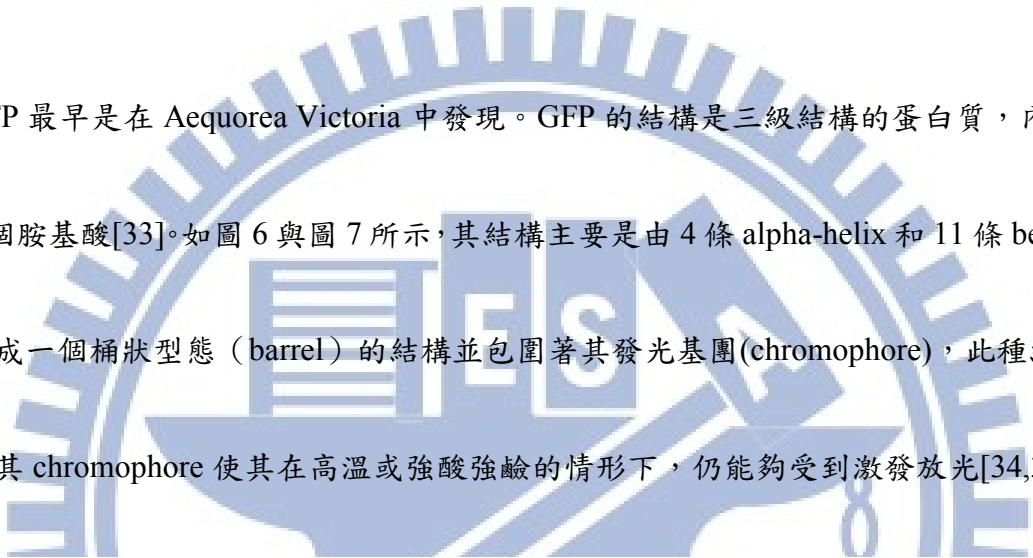 P 最早是在 Aequorea Victoria 中發現。GFP 的結構是三級結構的蛋白質,
個胺基酸[33]。如圖 6 與圖 7 所示,其結構主要是由 4 條 alpha-helix 和 11 條 be
成一個桶狀型態(barrel)的結構並包圍著其發光基團(chromophore),此種
其 chromophore 使其在高溫或強酸強鹼的情形下,仍能夠受到激發放光[34,
E S A